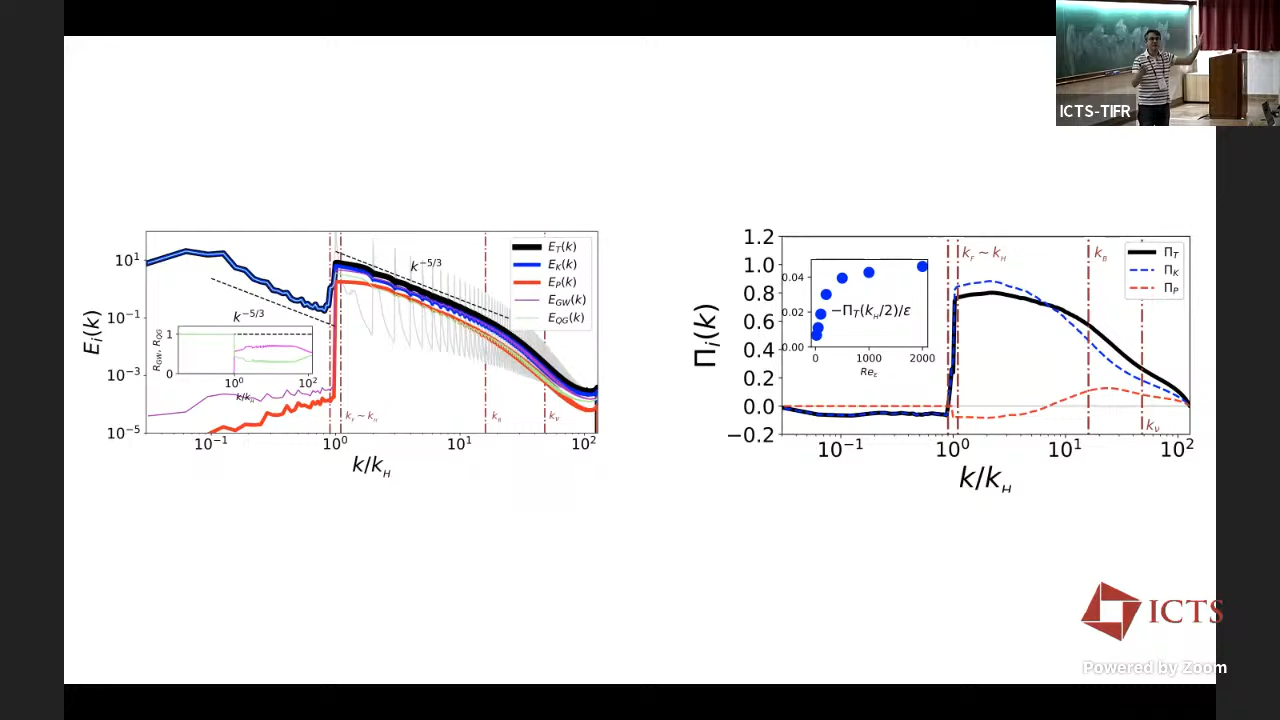 ICTS-TIFR
E_T(k)
E_K(k)
E_P(k)
E_GW(k)
E_QG(k)
k^−5/3
k^−5/3
10^1
10^−1
10^−3
10^−5
E_i(k)
R_GW, R_QG
1
0
10^0
10^2
k/k_H
k_F ~ k_H
k_B
k_ν
10^−1
10^0
10^1
10^2
k/k_H
1.2
1.0
0.8
0.6
0.4
0.2
0.0
−0.2
Π_i(k)
k_F ~ k_H
k_B
k_ν
Π_T
Π_K
Π_P
0.04
0.02
0.00
−Π_T(k_H/2)/ε
0
1000
2000
Re_ε
10^−1
10^0
10^1
10^2
k/k_H
ICTS
Powered by Zoom